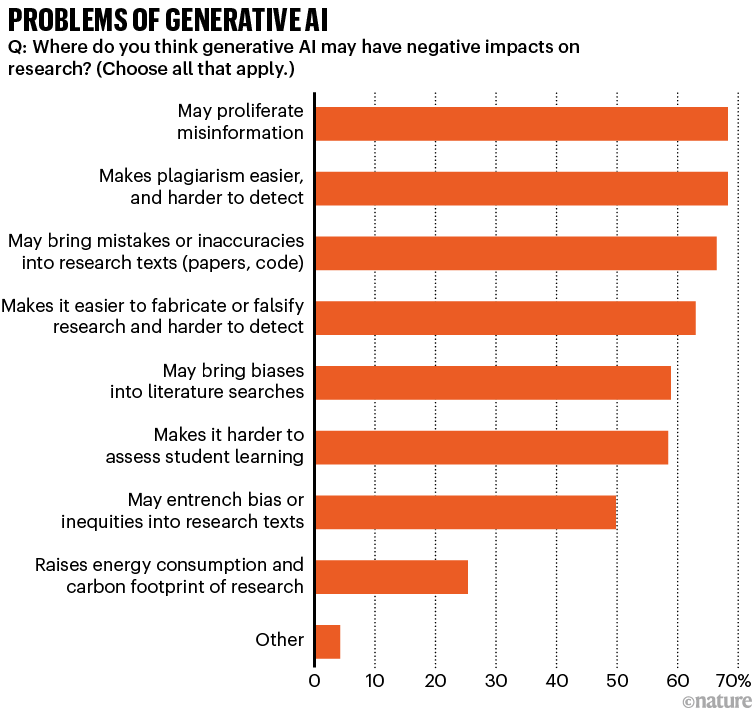 PROBLEMS OF GENERATIVE AI
Q: Where do you think generative AI may have negative impacts on
research? (Choose all that apply.)
May proliferate
misinformation
Makes plagiarism easier,
and harder to detect
May bring mistakes or inaccuracies
into research texts (papers, code)
Makes it easier to fabricate or falsify
research and harder to detect
May bring biases
into literature searches
Makes it harder to
assess student learning
May entrench bias or
inequities into research texts
Raises energy consumption and
carbon footprint of research
Other
0 10 20 30 40 50 60 70%
©nature